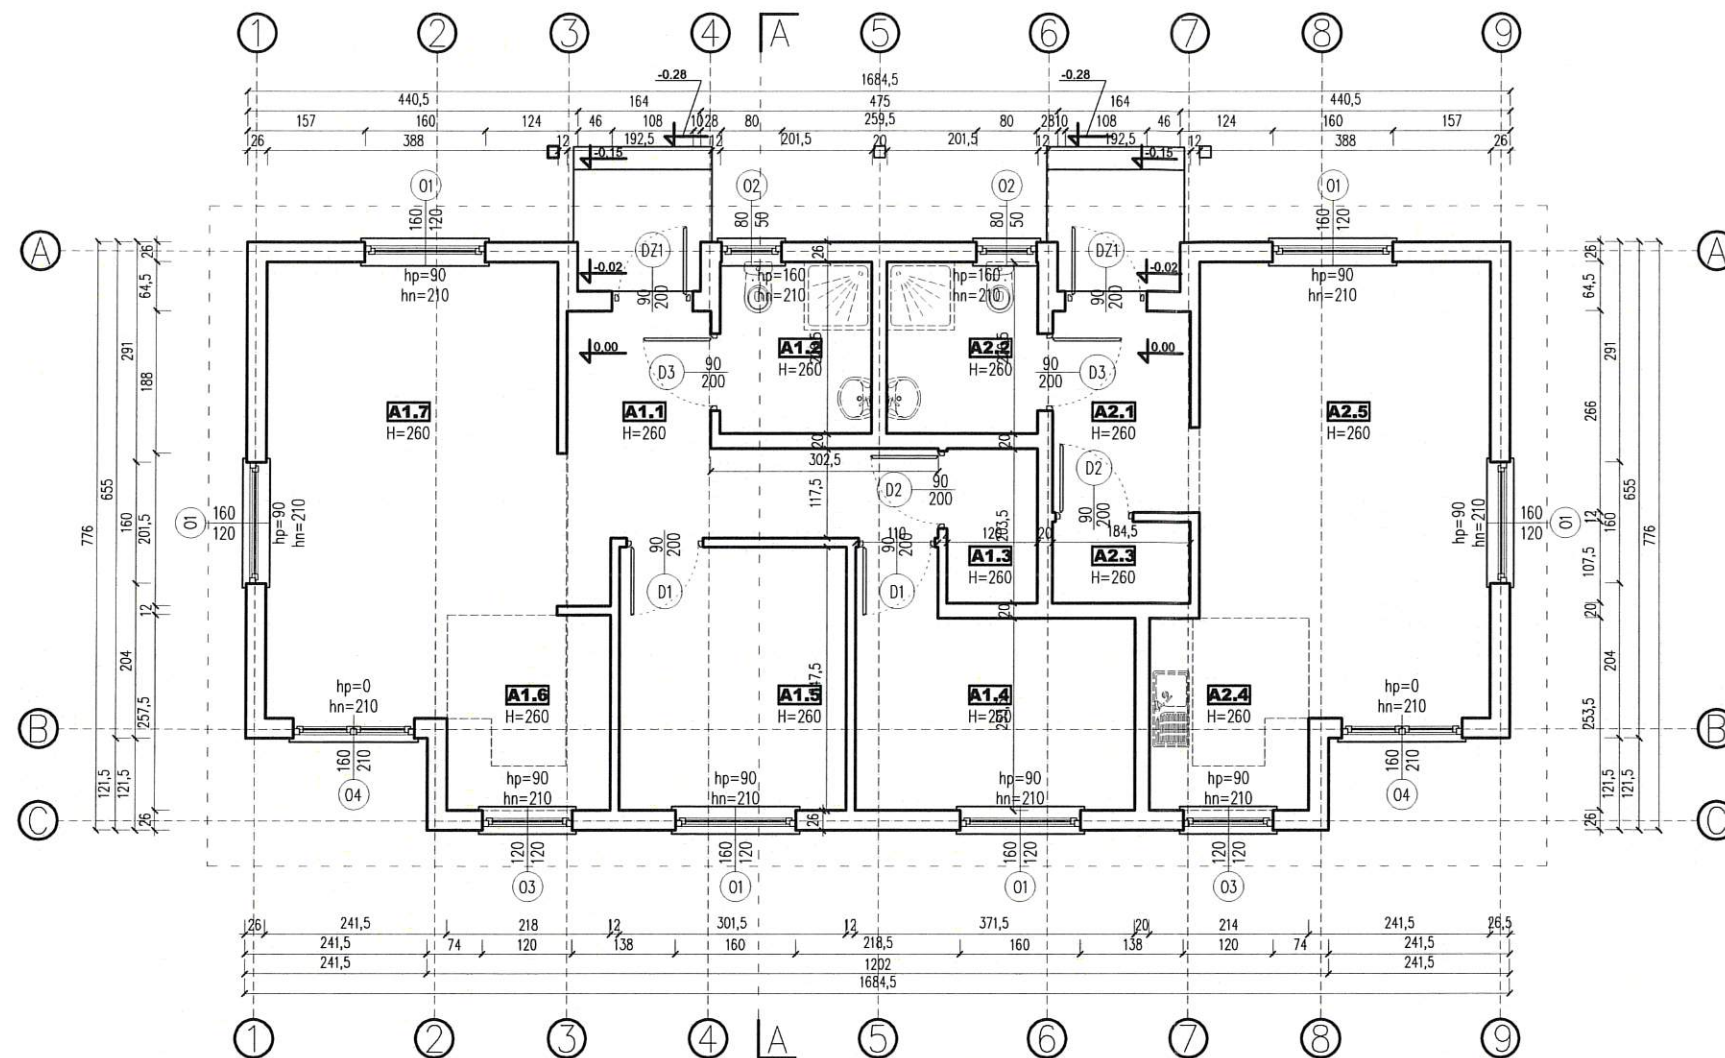 1 2 3 4 A 5 6 7 8 9
-0.28 1684,5 -0.28
440,5 164 475 164 440,5
157 160 124 46 108 10 28 80 259,5 80 28 10 108 46 124 160 157
26 388 12 192,5 12 201,5 20 201,5 12 192,5 12 388 26
-0,15 -0,15
01 02 02 01
160 120 80 50 80 50 160 120
A DZ1 DZ1 A
hp=90 -0.02 hp=160 hp=160 -0.02 hp=90
hn=210 90 200 hn=210 hn=210 90 200 hn=210
0.00 A1.2 A2.2 0.00
H=260 H=260
D3 90 200 90 200 D3
A1.7 A1.1 A2.1 A2.5
H=260 H=260 H=260 H=260
20 20
302,5 D2
D2 90 200 90 200
117,5
01 160 120 hp=90 hn=210 hp=90 hn=210 160 120 01
90 200 110 90 200 120 203,5 20 184,5
A1.3 A2.3
H=260 H=260
D1 D1
20
hp=0 hp=0
hn=210 A1.6 A1.5 A1.4 A2.4 hn=210
H=260 H=260 H=260 H=260
B B
160 210 160 210
04 hp=90 hp=90 hp=90 hp=90 04
hn=210 hn=210 hn=210 hn=210
C 26 C
120 120 160 120 160 120 120 120
03 01 01 03
776 655 121,5 291 160 204 121,5 26 64,5 188 201,5 12 257,5 26
26 64,5 266 12 107,5 20 253,5 26 291 160 204 121,5 655 121,5 776
26 241,5 218 12 301,5 12 371,5 20 214 241,5 26,5
241,5 74 120 138 160 218,5 160 138 120 74 241,5
241,5 1202 241,5
1684,5
1 2 3 4 A 5 6 7 8 9